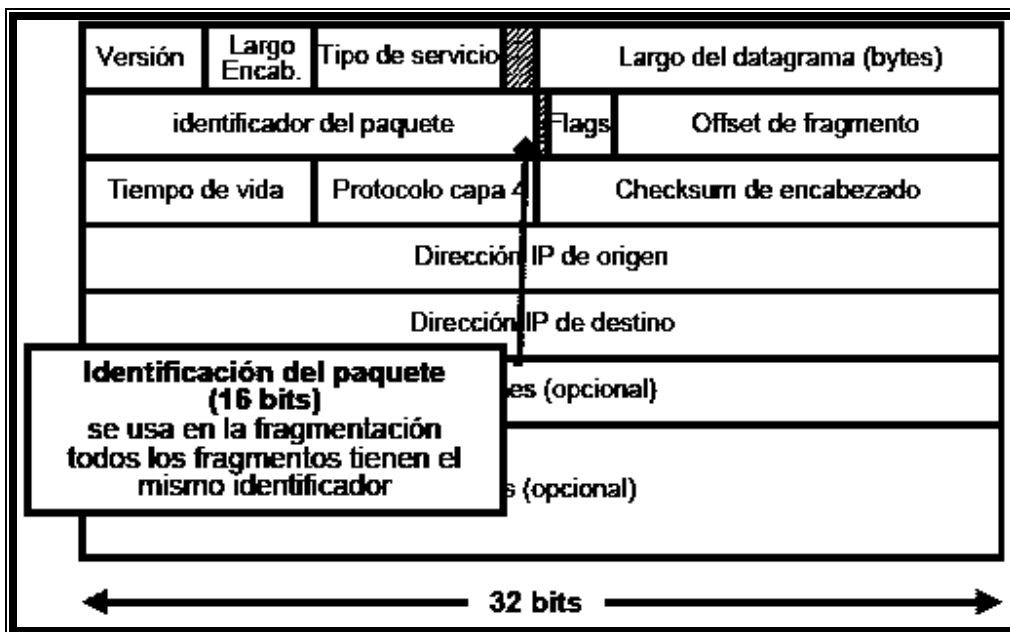 Versión Largo Encab. Tipo de servicio Largo del datagrama (bytes)
identificador del paquete Flags Offset de fragmento
Tiempo de vida Protocolo capa 4 Checksum de encabezado
Dirección IP de origen
Dirección IP de destino
(opcional)
Identificación del paquete
(16 bits)
se usa en la fragmentación
todos los fragmentos tienen el
mismo identificador
(opcional)
32 bits